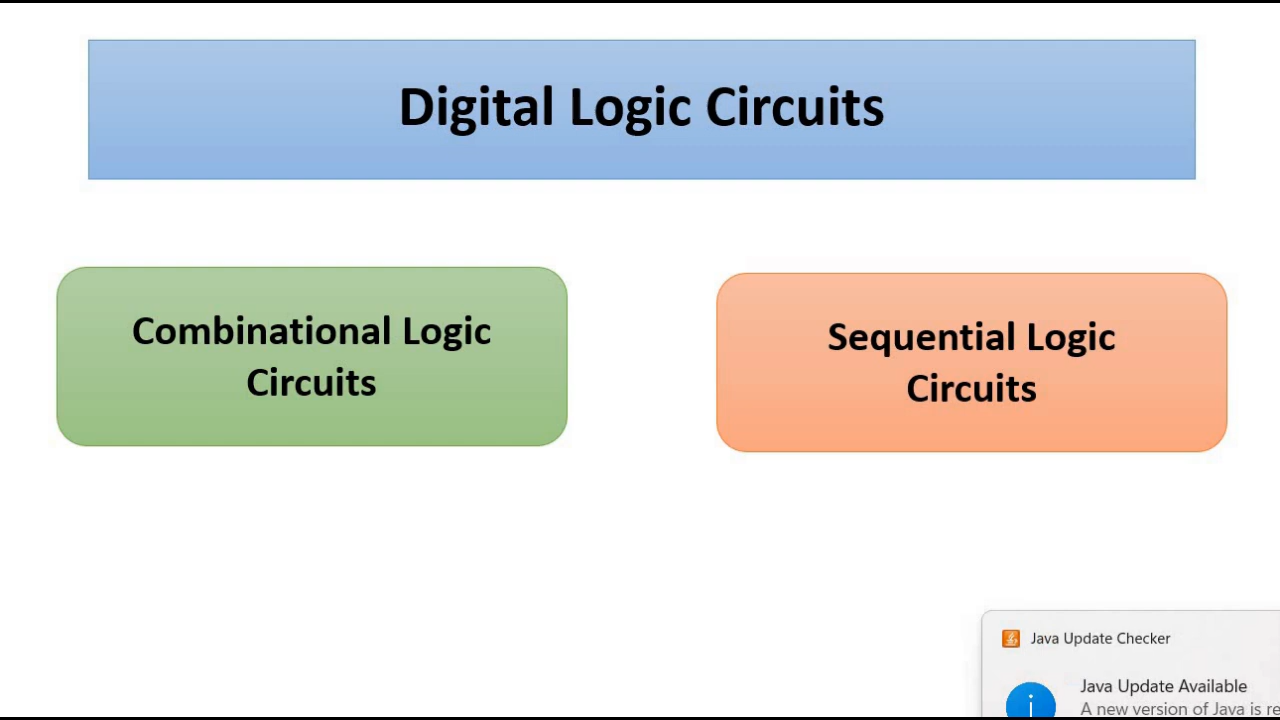 Digital Logic Circuits
Combinational Logic
Circuits
Sequential Logic
Circuits
Java Update Checker
Java Update Available
A new version of Java is